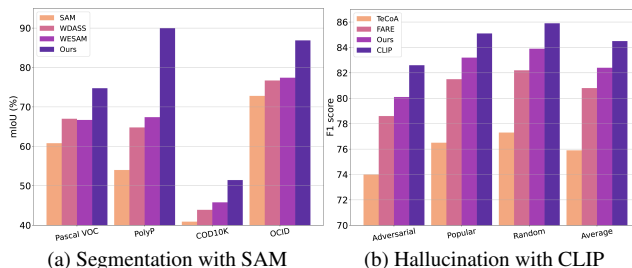 SAM
WDASS
WESAM
Ours
mIoU (%)
90
80
70
60
50
40
Pascal VOC
PolyP
COD10K
OCID
(a) Segmentation with SAM
TeCoA
FARE
Ours
CLIP
F1 score
86
84
82
80
78
76
74
72
70
Adversarial
Popular
Random
Average
(b) Hallucination with CLIP